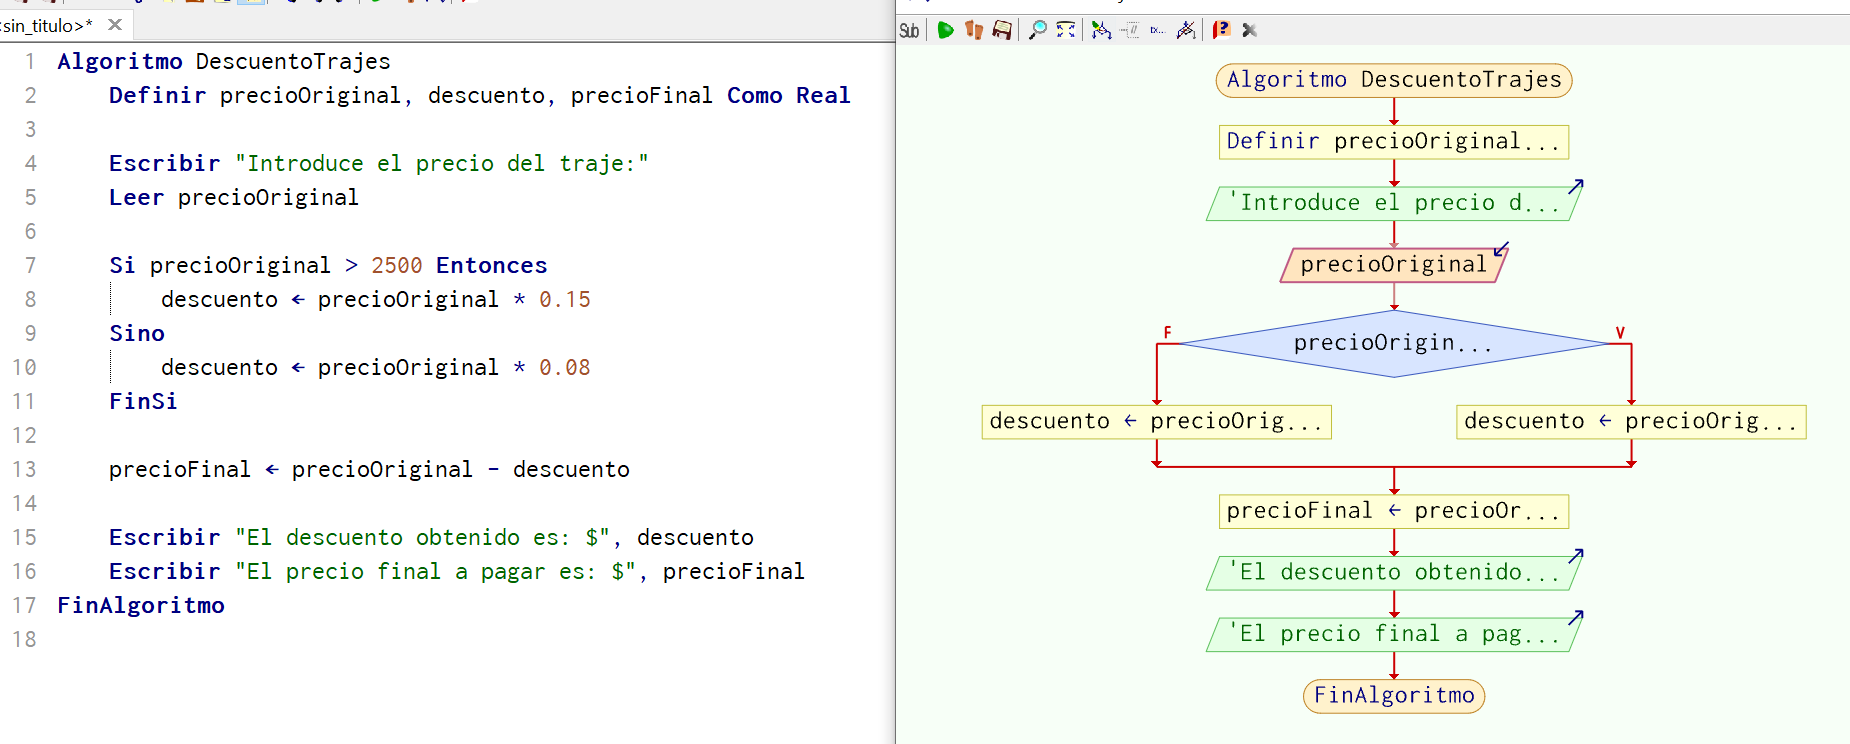 <sin_titulo>*
1 Algoritmo DescuentoTrajes
2 Definir precioOriginal, descuento, precioFinal Como Real
3
4 Escribir "Introduce el precio del traje:"
5 Leer precioOriginal
6
7 Si precioOriginal > 2500 Entonces
8 descuento ← precioOriginal * 0.15
9 Sino
10 descuento ← precioOriginal * 0.08
11 FinSi
12
13 precioFinal ← precioOriginal - descuento
14
15 Escribir "El descuento obtenido es: $", descuento
16 Escribir "El precio final a pagar es: $", precioFinal
17 FinAlgoritmo
18
Sub
Algoritmo DescuentoTrajes
Definir precioOriginal...
'Introduce el precio d...
precioOriginal
F
precioOrigin...
V
descuento ← precioOrig...
descuento ← precioOrig...
precioFinal ← precioOr...
'El descuento obtenido...
'El precio final a pag...
FinAlgoritmo